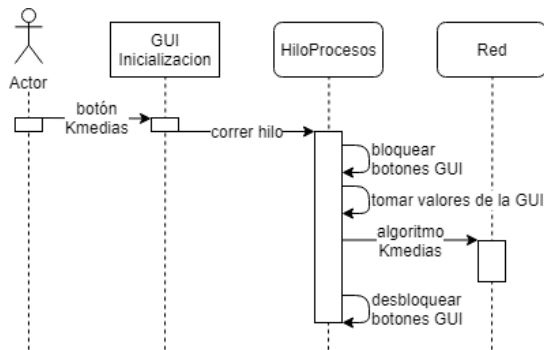 GUI
Inicializacion
HiloProcesos
Red
Actor
botón
Kmedias
correr hilo
bloquear
botones GUI
tomar valores de la GUI
algoritmo
Kmedias
desbloquear
botones GUI